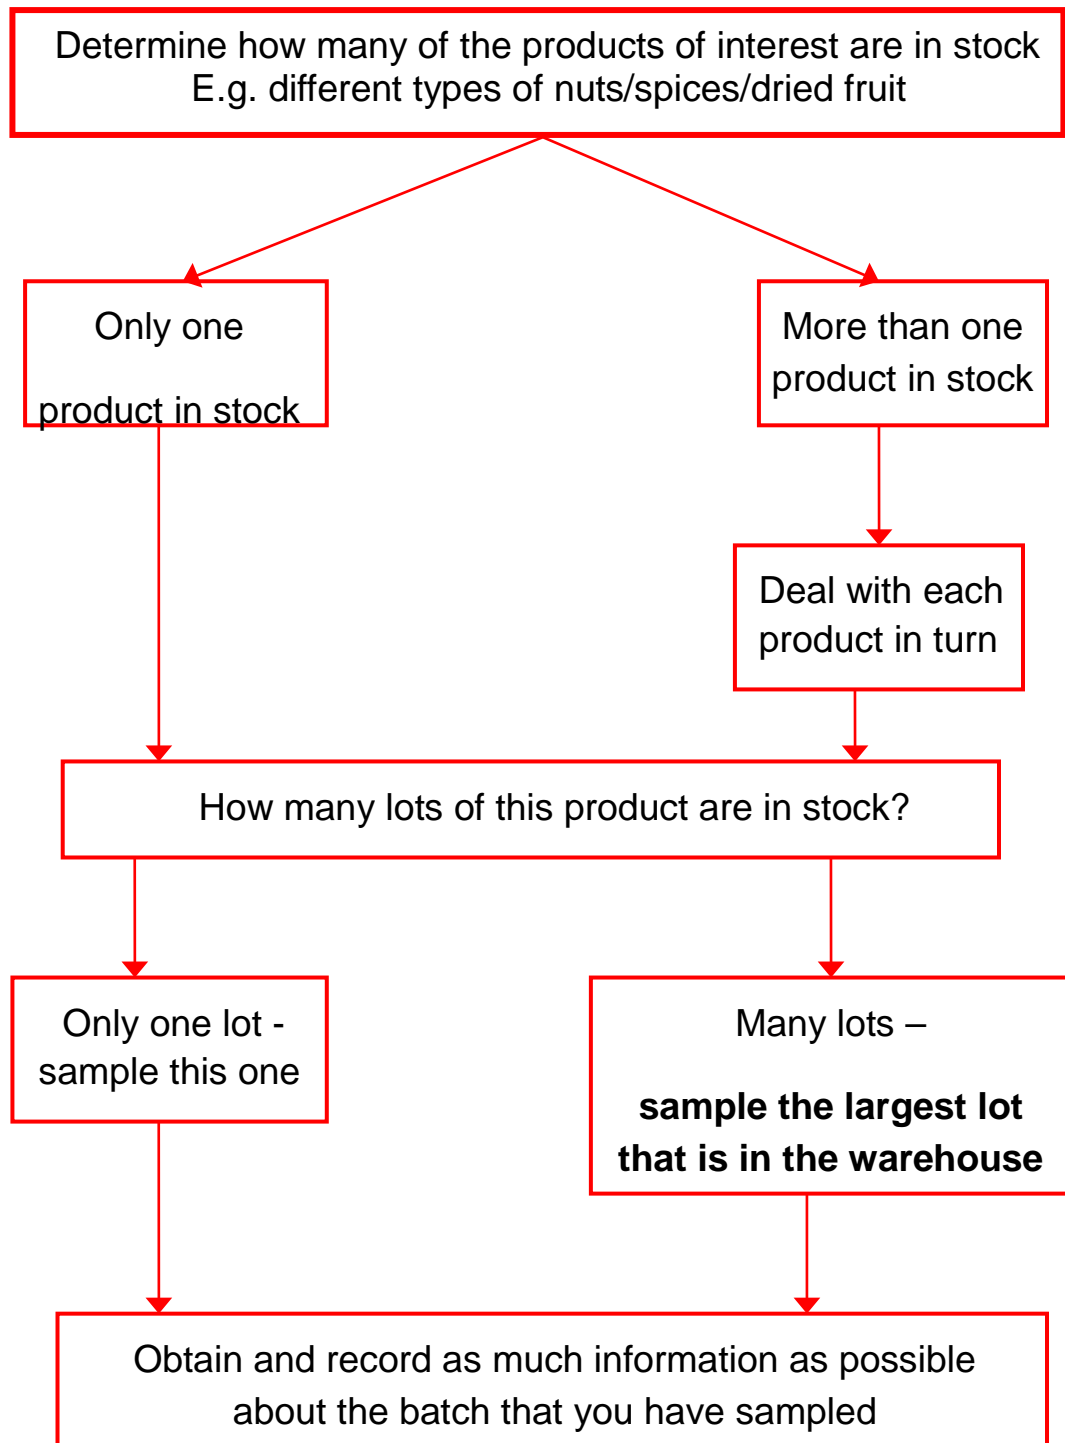 Determine how many of the products of interest are in stock
E.g. different types of nuts/spices/dried fruit
Only one
product in stock
More than one
product in stock
Deal with each
product in turn
How many lots of this product are in stock?
Only one lot -
sample this one
Many lots –
sample the largest lot
that is in the warehouse
Obtain and record as much information as possible
about the batch that you have sampled